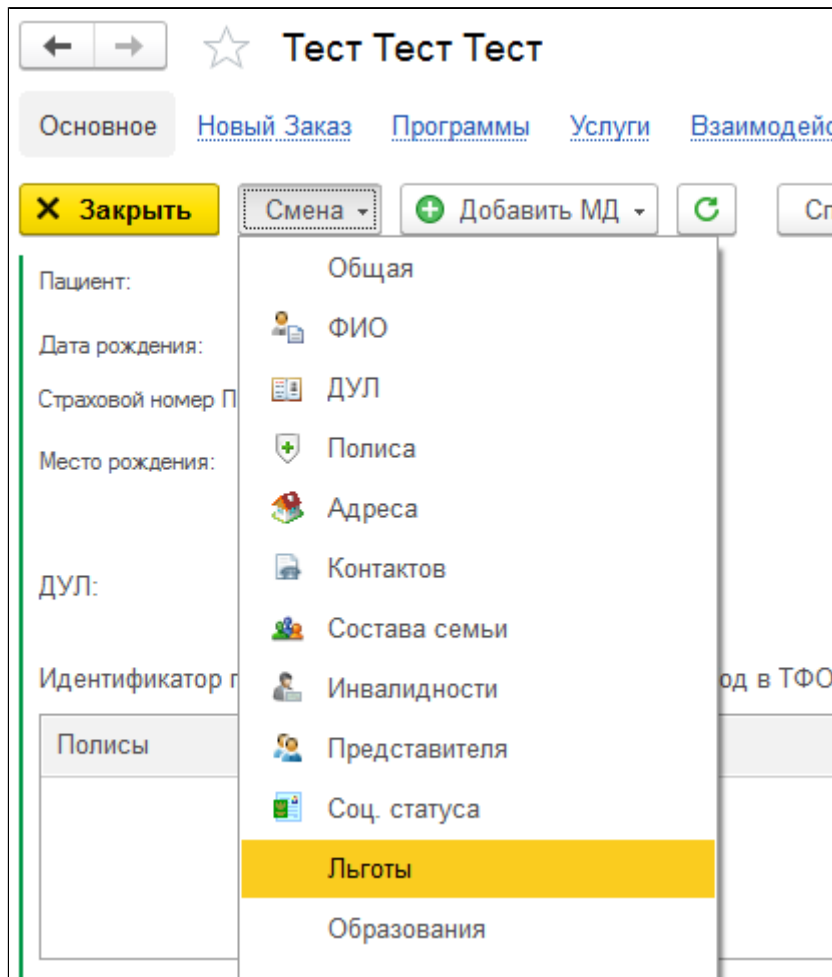 Тест Тест Тест
Основное Новый Заказ Программы Услуги
Закрыть Смена Добавить МД
Общая
Пациент:
ФИО
Дата рождения:
ДУЛ
Страховой номер
Полиса
Место рождения:
Адреса
Контактов
ДУЛ:
Состава семьи
Идентификатор
Инвалидности
в ТФО
Представителя
Полисы
Соц. статуса
Льготы
Образования